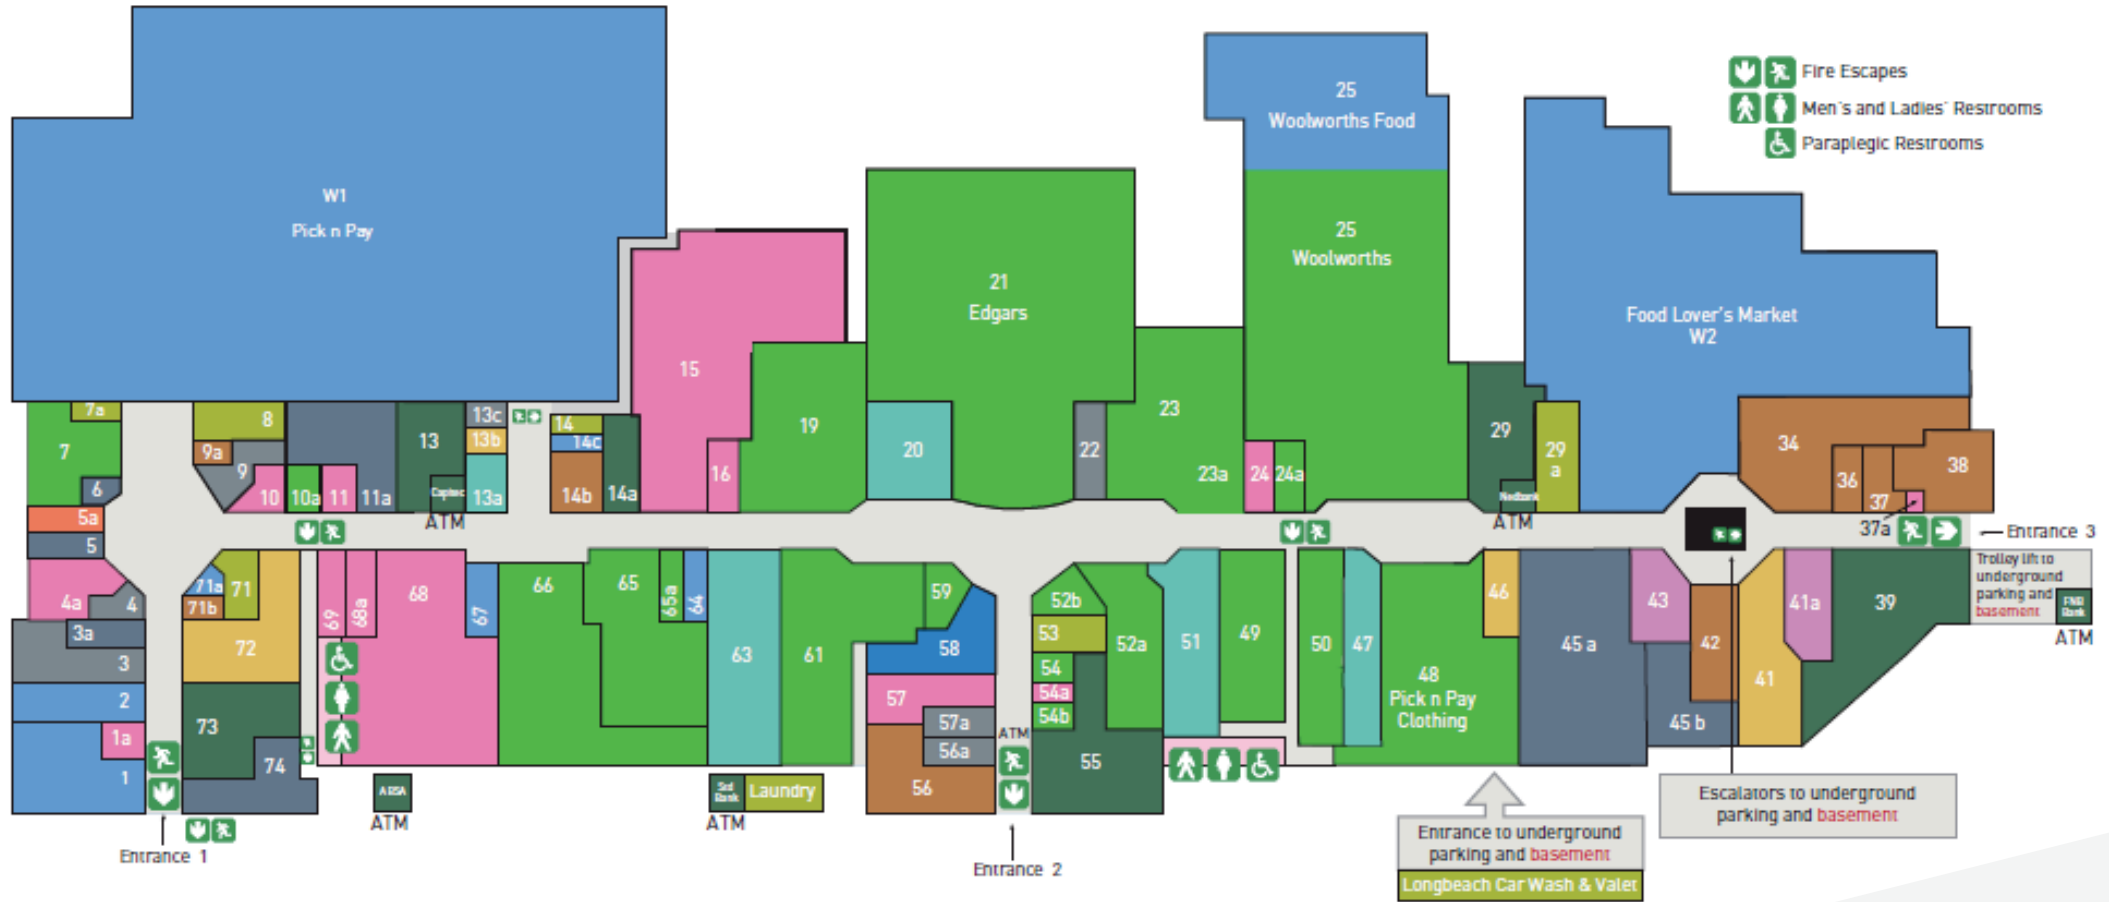 25
Woolworths Food
Fire Escapes
Men's and Ladies' Restrooms
Paraplegic Restrooms
W1
Pick n Pay
25
Woolworths
21
Edgars
Food Lover's Market
W2
15
19
20
22
23
23a
24
24a
29
29
a
34
36
37
38
37a
16
7a
7
6
5a
5
4a
4
3a
3
2
1a
1
8
9a
9
10
10a
11
11a
13
Capitec
ATM
13c
13b
13a
14
14c
14b
14a
Nedbank
ATM
Entrance 3
Trolley lift to
underground
parking and
basement
FNB
Bank
ATM
71a
71
71b
72
73
74
69
68a
68
67
66
65
65a
64
63
61
59
58
57
57a
56a
56
ATM
52b
53
54
54a
54b
52a
55
51
49
50
47
48
Pick n Pay
Clothing
46
45 a
43
42
45 b
41
41a
39
ABSA
ATM
Std
Bank
Laundry
ATM
Entrance 1
Entrance 2
Entrance to underground
parking and basement
Longbeach Car Wash & Valet
Escalators to underground
parking and basement